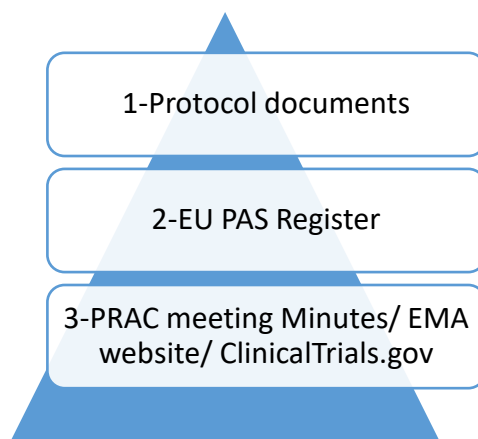 1-Protocol documents
2-EU PAS Register
3-PRAC meeting Minutes/ EMA
website/ ClinicalTrials.gov